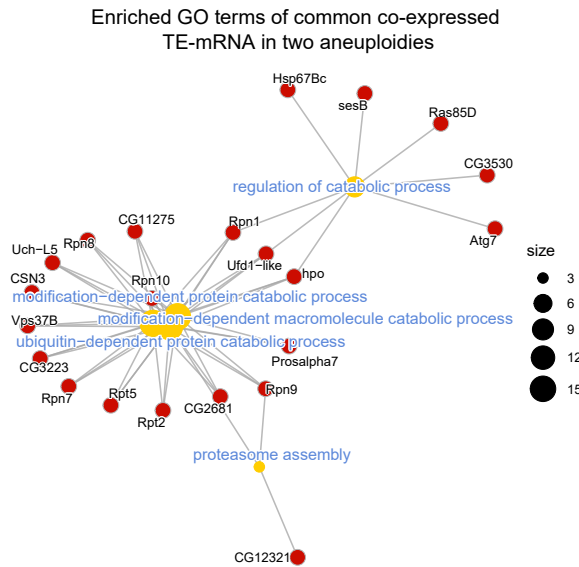 Enriched GO terms of common co-expressed
TE-mRNA in two aneuploidies
Hsp67Bc
sesB
Ras85D
CG3530
regulation of catabolic process
CG11275
Rpn1
Rpn8
Uch-L5
Atg7
Ufd1-like
hpo
CSN3
Rpn10
modification-dependent protein catabolic process
Vps37B
modification-dependent macromolecule catabolic process
ubiquitin-dependent protein catabolic process
CG3223
Prosalpha7
Rpn7
Rpt5
Rpt2
CG2681
Rpn9
proteasome assembly
CG12321
size
3
6
9
12
15